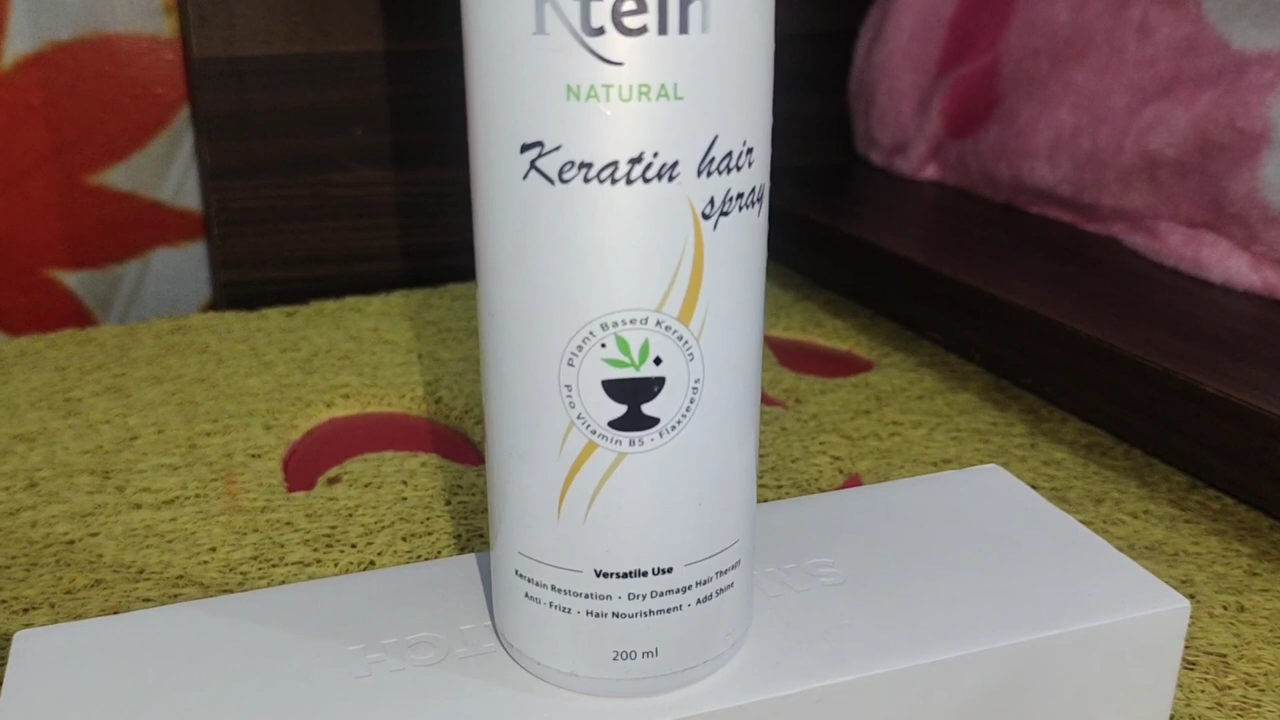 Ktein
NATURAL
Keratin hair
spray
Plant Based Keratin
Pro Vitamin B5 • Flaxseeds
Versatile Use
Keratain Restoration • Dry Damage Hair Therapy
Anti - Frizz • Hair Nourishment • Add Shine
200 ml